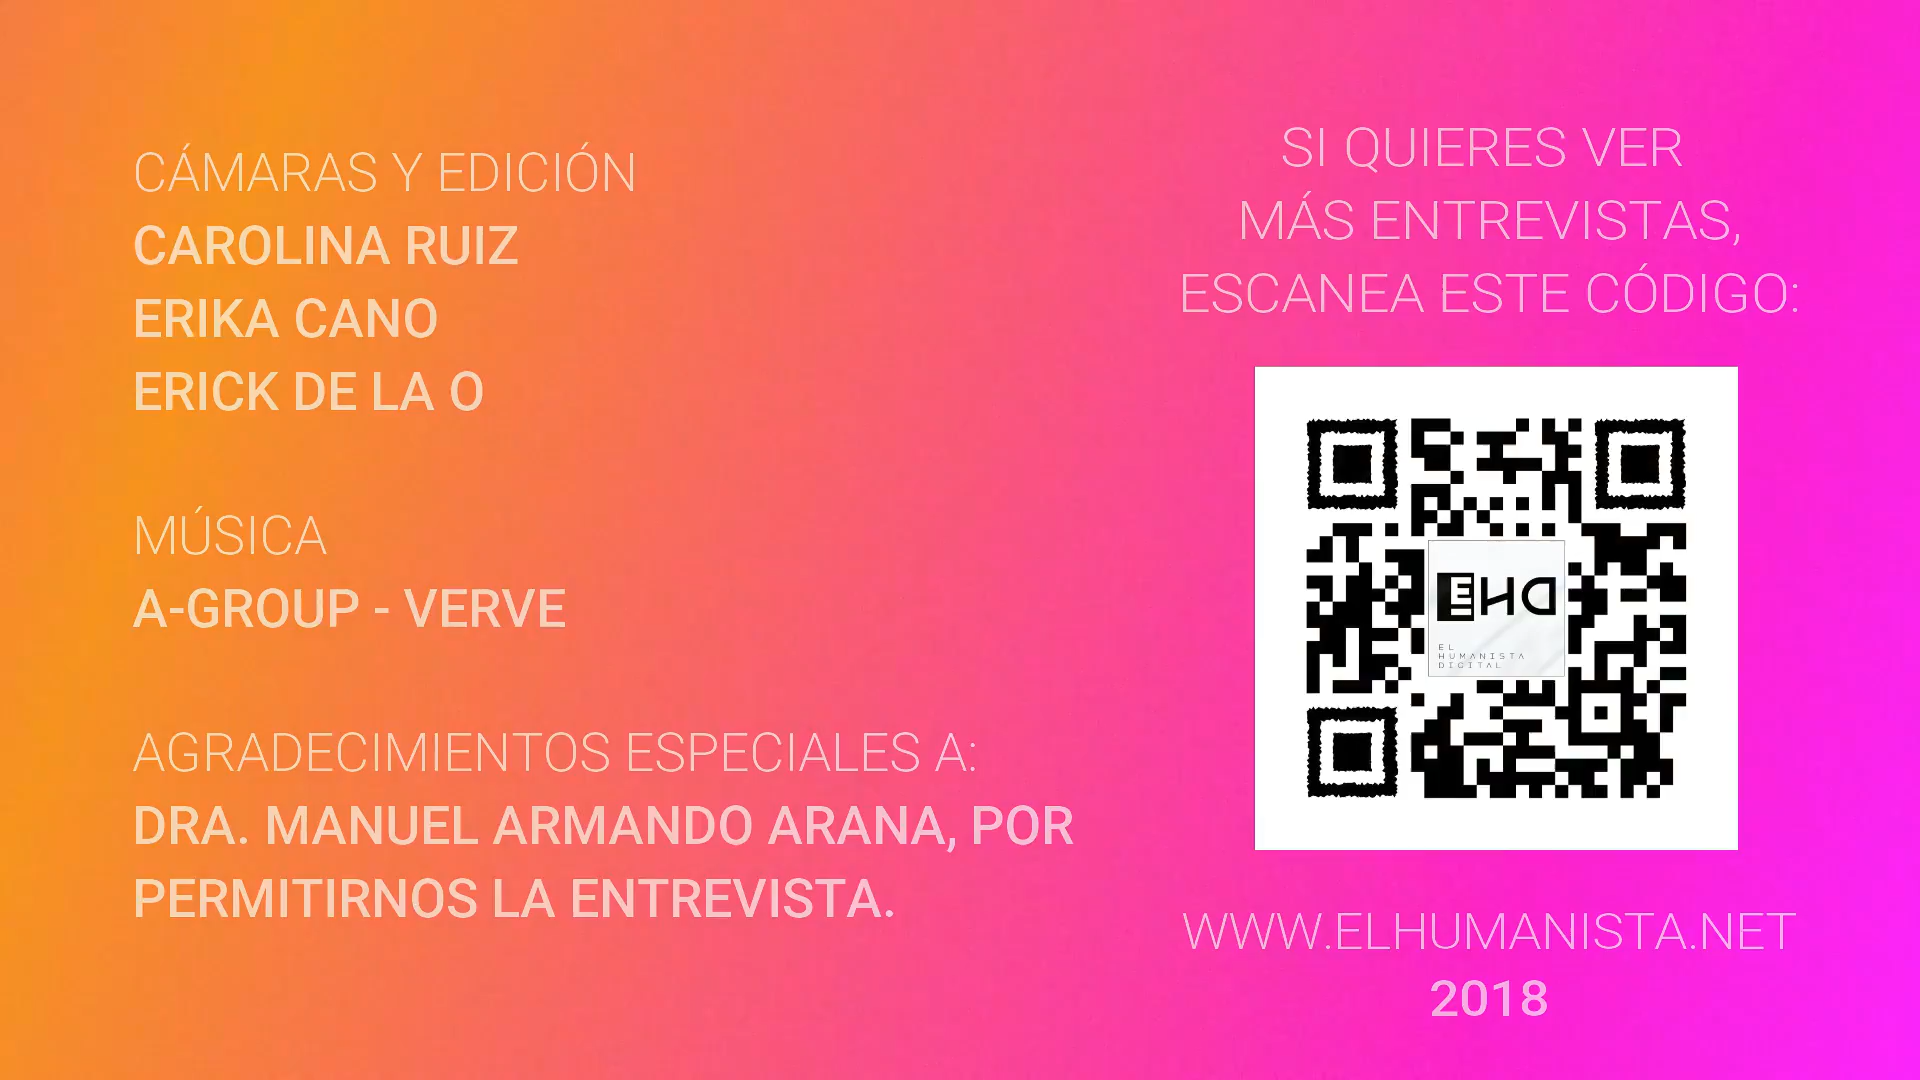 CÁMARAS Y EDICIÓN
CAROLINA RUIZ
ERIKA CANO
ERICK DE LA O
MÚSICA
A-GROUP - VERVE
AGRADECIMIENTOS ESPECIALES A:
DRA. MANUEL ARMANDO ARANA, POR
PERMITIRNOS LA ENTREVISTA.
SI QUIERES VER
MÁS ENTREVISTAS,
ESCANEA ESTE CÓDIGO:
EHD
EL
HUMANISTA
DIGITAL
WWW.ELHUMANISTA.NET
2018